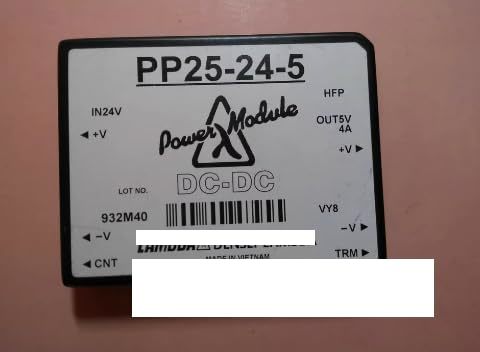 PP25-24-5
IN24V
HFP
◄ +V
Power Module
OUT5V
4A
+V ►
DC-DC
LOT NO.
932M40
VY8
◄ −V
−V ►
◄ CNT
MADE IN VIETNAM
TRM ►